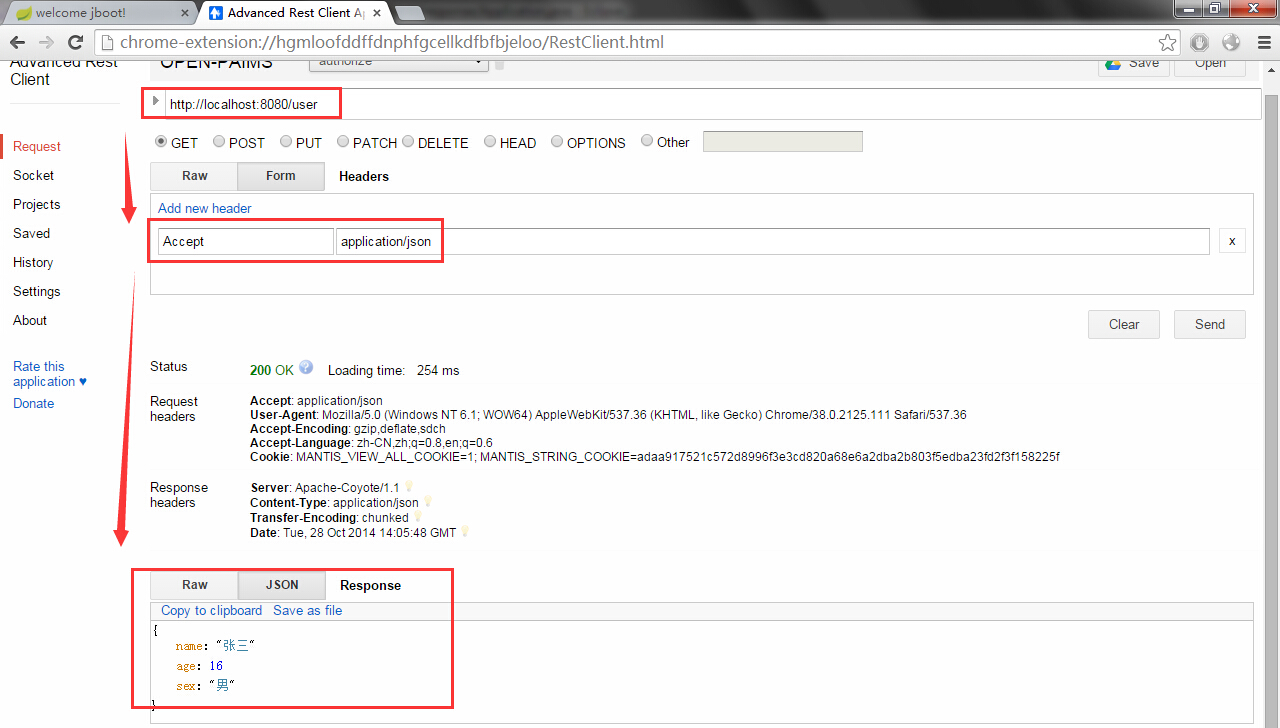 welcome jboot!
Advanced Rest Client A
chrome-extension://hgmloofddffdnphfgcellkdfbfbjeloo/RestClient.html
Advanced Rest
Client
OPEN-PAIMS
authorize
Save
Open
http://localhost:8080/user
GET POST PUT PATCH DELETE HEAD OPTIONS Other
Raw Form Headers
Add new header
Accept application/json x
Clear Send
Request
Socket
Projects
Saved
History
Settings
About
Rate this
application ♥
Donate
Status 200 OK Loading time: 254 ms
Request
headers
Accept: application/json
User-Agent: Mozilla/5.0 (Windows NT 6.1; WOW64) AppleWebKit/537.36 (KHTML, like Gecko) Chrome/38.0.2125.111 Safari/537.36
Accept-Encoding: gzip,deflate,sdch
Accept-Language: zh-CN,zh;q=0.8,en;q=0.6
Cookie: MANTIS_VIEW_ALL_COOKIE=1; MANTIS_STRING_COOKIE=adaa917521c572d8996f3e3cd820a68e6a2dba2b803f5edba23fd2f3f158225f
Response
headers
Server: Apache-Coyote/1.1
Content-Type: application/json
Transfer-Encoding: chunked
Date: Tue, 28 Oct 2014 14:05:48 GMT
Raw JSON Response
Copy to clipboard Save as file
{
name: "张三"
age: 16
sex: "男"
}